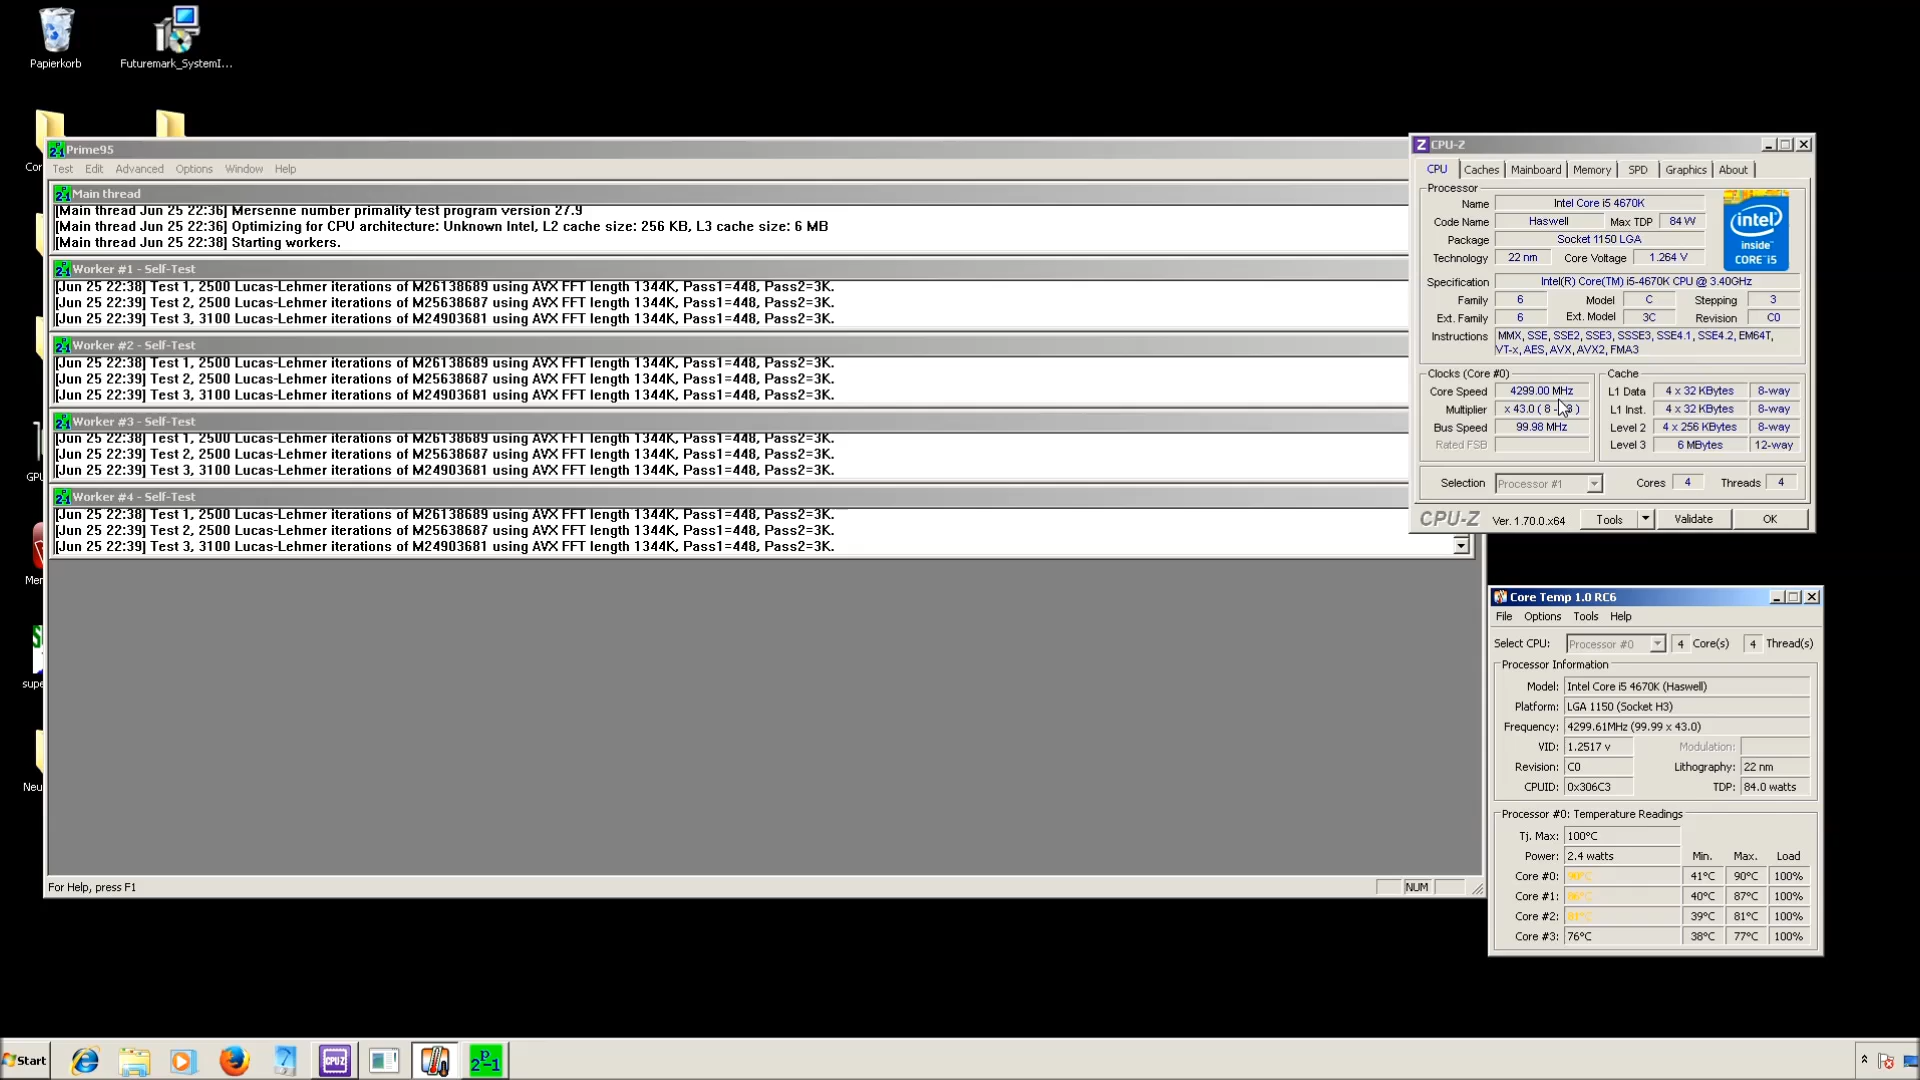 Papierkorb
Futuremark_SystemI...
Cor
GPU
Mer
supe
Neu
Prime95
Test Edit Advanced Options Window Help
Main thread
[Main thread Jun 25 22:36] Mersenne number primality test program version 27.9
[Main thread Jun 25 22:36] Optimizing for CPU architecture: Unknown Intel, L2 cache size: 256 KB, L3 cache size: 6 MB
[Main thread Jun 25 22:38] Starting workers.
Worker #1 - Self-Test
[Jun 25 22:38] Test 1, 2500 Lucas-Lehmer iterations of M26138689 using AVX FFT length 1344K, Pass1=448, Pass2=3K.
[Jun 25 22:39] Test 2, 2500 Lucas-Lehmer iterations of M25638687 using AVX FFT length 1344K, Pass1=448, Pass2=3K.
[Jun 25 22:39] Test 3, 3100 Lucas-Lehmer iterations of M24903681 using AVX FFT length 1344K, Pass1=448, Pass2=3K.
Worker #2 - Self-Test
[Jun 25 22:38] Test 1, 2500 Lucas-Lehmer iterations of M26138689 using AVX FFT length 1344K, Pass1=448, Pass2=3K.
[Jun 25 22:39] Test 2, 2500 Lucas-Lehmer iterations of M25638687 using AVX FFT length 1344K, Pass1=448, Pass2=3K.
[Jun 25 22:39] Test 3, 3100 Lucas-Lehmer iterations of M24903681 using AVX FFT length 1344K, Pass1=448, Pass2=3K.
Worker #3 - Self-Test
[Jun 25 22:38] Test 1, 2500 Lucas-Lehmer iterations of M26138689 using AVX FFT length 1344K, Pass1=448, Pass2=3K.
[Jun 25 22:39] Test 2, 2500 Lucas-Lehmer iterations of M25638687 using AVX FFT length 1344K, Pass1=448, Pass2=3K.
[Jun 25 22:39] Test 3, 3100 Lucas-Lehmer iterations of M24903681 using AVX FFT length 1344K, Pass1=448, Pass2=3K.
Worker #4 - Self-Test
[Jun 25 22:38] Test 1, 2500 Lucas-Lehmer iterations of M26138689 using AVX FFT length 1344K, Pass1=448, Pass2=3K.
[Jun 25 22:39] Test 2, 2500 Lucas-Lehmer iterations of M25638687 using AVX FFT length 1344K, Pass1=448, Pass2=3K.
[Jun 25 22:39] Test 3, 3100 Lucas-Lehmer iterations of M24903681 using AVX FFT length 1344K, Pass1=448, Pass2=3K.
For Help, press F1
NUM
CPU-Z
CPU Caches Mainboard Memory SPD Graphics About
Processor
Name Intel Core i5 4670K
Code Name Haswell Max TDP 84 W
Package Socket 1150 LGA
Technology 22 nm Core Voltage 1.264 V
intel inside CORE i5
Specification Intel(R) Core(TM) i5-4670K CPU @ 3.40GHz
Family 6 Model C Stepping 3
Ext. Family 6 Ext. Model 3C Revision C0
Instructions MMX, SSE, SSE2, SSE3, SSSE3, SSE4.1, SSE4.2, EM64T,
VT-x, AES, AVX, AVX2, FMA3
Clocks (Core #0) Cache
Core Speed 4299.00 MHz L1 Data 4 x 32 KBytes 8-way
Multiplier x 43.0 ( 8 - L1 Inst. 4 x 32 KBytes 8-way
Bus Speed 99.98 MHz Level 2 4 x 256 KBytes 8-way
Rated FSB Level 3 6 MBytes 12-way
Selection Processor #1 Cores 4 Threads 4
CPU-Z Ver. 1.70.0.x64 Tools Validate OK
Core Temp 1.0 RC6
File Options Tools Help
Select CPU: Processor #0 4 Core(s) 4 Thread(s)
Processor Information
Model: Intel Core i5 4670K (Haswell)
Platform: LGA 1150 (Socket H3)
Frequency: 4299.61MHz (99.99 x 43.0)
VID: 1.2517 v Modulation:
Revision: C0 Lithography: 22 nm
CPUID: 0x306C3 TDP: 84.0 watts
Processor #0: Temperature Readings
Tj. Max: 100°C
Power: 2.4 watts Min. Max. Load
Core #0: 90°C 41°C 90°C 100%
Core #1: 86°C 40°C 87°C 100%
Core #2: 81°C 39°C 81°C 100%
Core #3: 76°C 38°C 77°C 100%
Start
CPU-Z